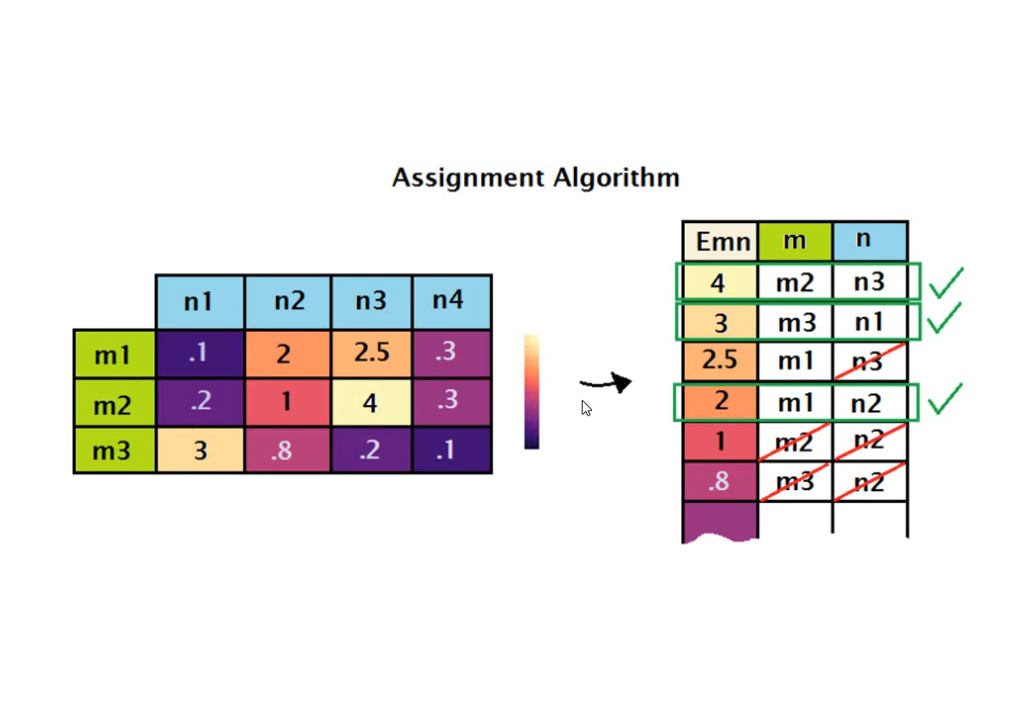 Assignment Algorithm
n1 n2 n3 n4
m1 .1 2 2.5 .3
m2 .2 1 4 .3
m3 3 .8 .2 .1
Emn m n
4 m2 n3
3 m3 n1
2.5 m1 n3
2 m1 n2
1 m2 n2
.8 m3 n2